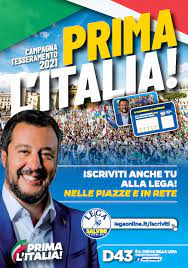 CAMPAGNA
TESSERAMENTO
2021
PRIMA
L'ITALIA!
ISCRIVITI ANCHE TU
ALLA LEGA!
NELLE PIAZZE E IN RETE
LEGA
SALVINI
legaonline.it/iscriviti
PRIMA
L'ITALIA!
D43